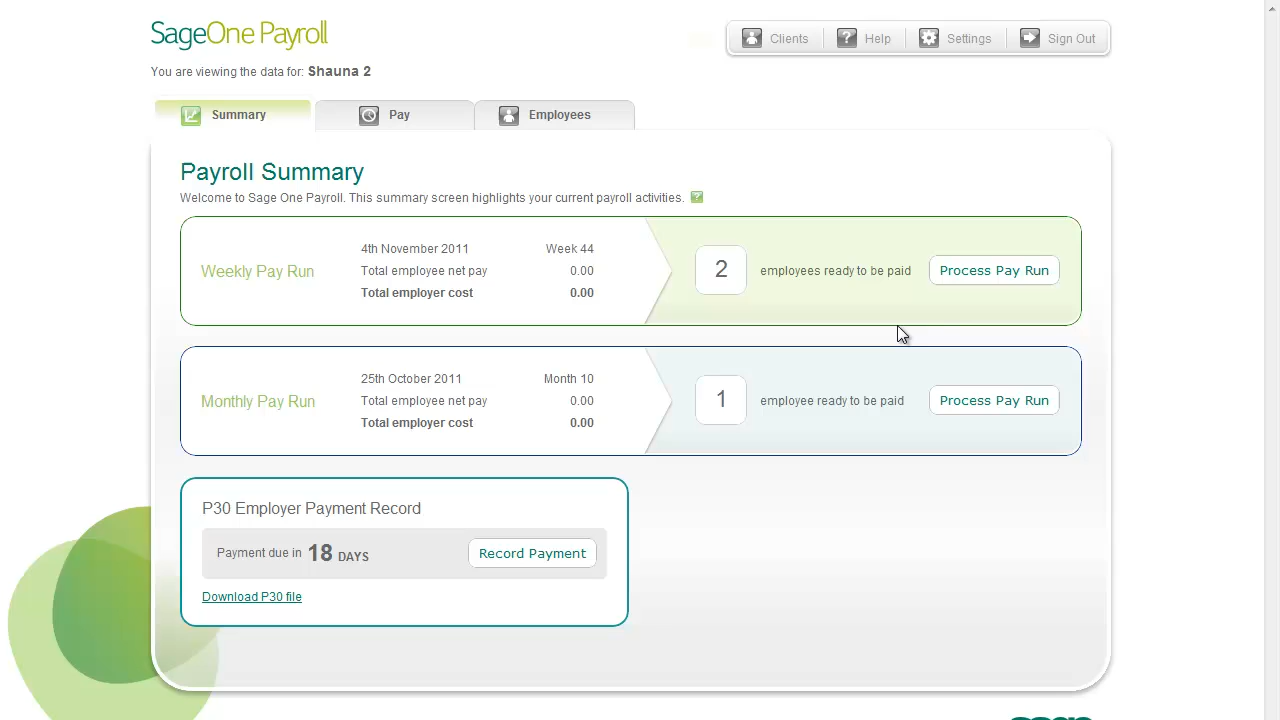 SageOne Payroll
Clients
Help
Settings
Sign Out
You are viewing the data for: Shauna 2
Summary
Pay
Employees
Payroll Summary
Welcome to Sage One Payroll. This summary screen highlights your current payroll activities. ?
Weekly Pay Run
4th November 2011 Week 44
Total employee net pay 0.00
Total employer cost 0.00
2 employees ready to be paid
Process Pay Run
Monthly Pay Run
25th October 2011 Month 10
Total employee net pay 0.00
Total employer cost 0.00
1 employee ready to be paid
Process Pay Run
P30 Employer Payment Record
Payment due in 18 DAYS
Record Payment
Download P30 file